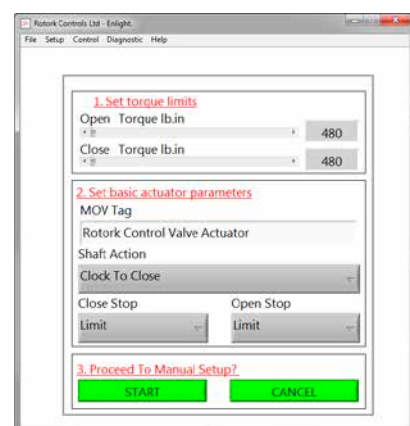 Rotork Controls Ltd - Enlight.
File Setup Control Diagnostic Help
1. Set torque limits
Open Torque lb.in
480
Close Torque lb.in
480
2. Set basic actuator parameters
MOV Tag
Rotork Control Valve Actuator
Shaft Action
Clock To Close
Close Stop Open Stop
Limit Limit
3. Proceed To Manual Setup?
START CANCEL